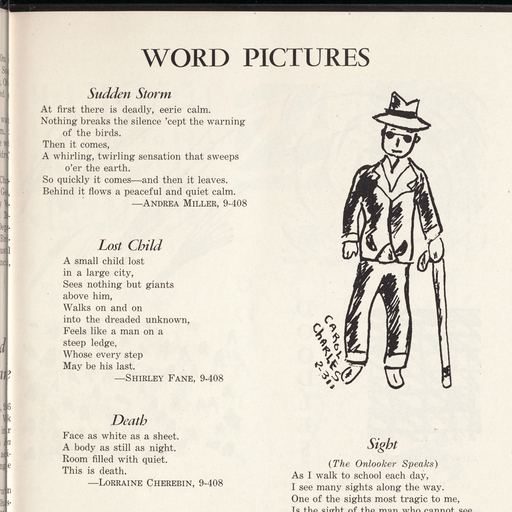 WORD PICTURES
Sudden Storm
At first there is deadly, eerie calm.
Nothing breaks the silence 'cept the warning
of the birds.
Then it comes,
A whirling, twirling sensation that sweeps
o'er the earth.
So quickly it comes—and then it leaves.
Behind it flows a peaceful and quiet calm.
—ANDREA MILLER, 9-408
Lost Child
A small child lost
in a large city,
Sees nothing but giants
above him,
Walks on and on
into the dreaded unknown,
Feels like a man on a
steep ledge,
Whose every step
May be his last.
—SHIRLEY FANE, 9-408
Death
Face as white as a sheet.
A body as still as night.
Room filled with quiet.
This is death.
—LORRAINE CHEREBIN, 9-408
CAROL
CHARLES
2-311
Sight
(The Onlooker Speaks)
As I walk to school each day,
I see many sights along the way.
One of the sights most tragic to me,
Is the sight of the man who cannot see